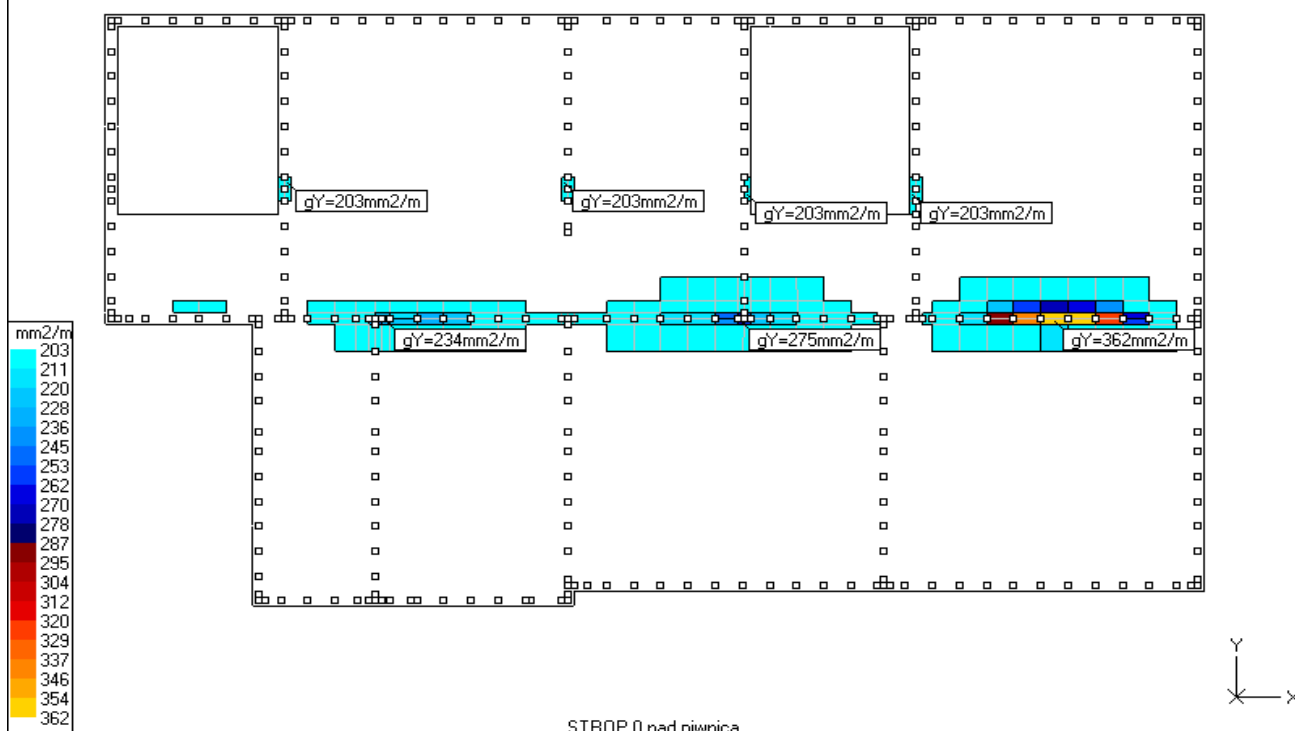 gY=203mm2/m
gY=203mm2/m
gY=203mm2/m
gY=203mm2/m
gY=234mm2/m
gY=275mm2/m
gY=362mm2/m
mm2/m
203
211
220
228
236
245
253
262
270
278
287
295
304
312
320
329
337
346
354
362
Y
X
STROP 0 nad piwnica